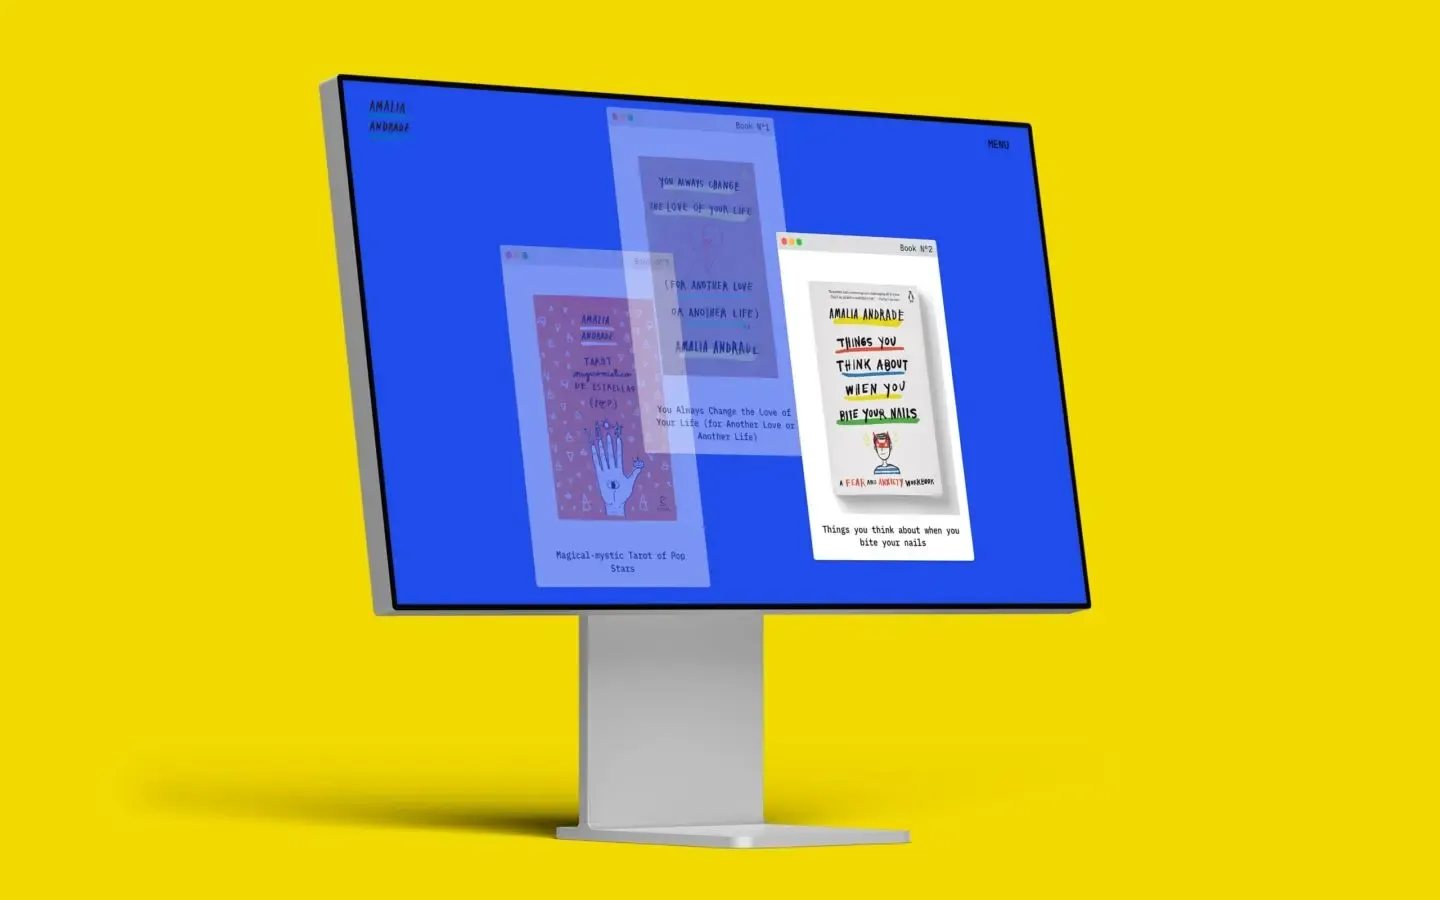 AMALIA
ANDRADE
MENU
Book Nº1
YOU ALWAYS CHANGE
THE LOVE OF YOUR LIFE
(FOR ANOTHER LOVE
OR ANOTHER LIFE)
AMALIA ANDRADE
You Always Change the Love of
Your Life (for Another Love or
Another Life)
Book Nº2
AMALIA ANDRADE
THINGS YOU
THINK ABOUT
WHEN YOU
BITE YOUR NAILS
A FEAR AND ANXIETY WORKBOOK
Things you think about when you
bite your nails
AMALIA
ANDRADE
TAROT
DE ESTRELLAS
(POP)
Magical-mystic Tarot of Pop
Stars